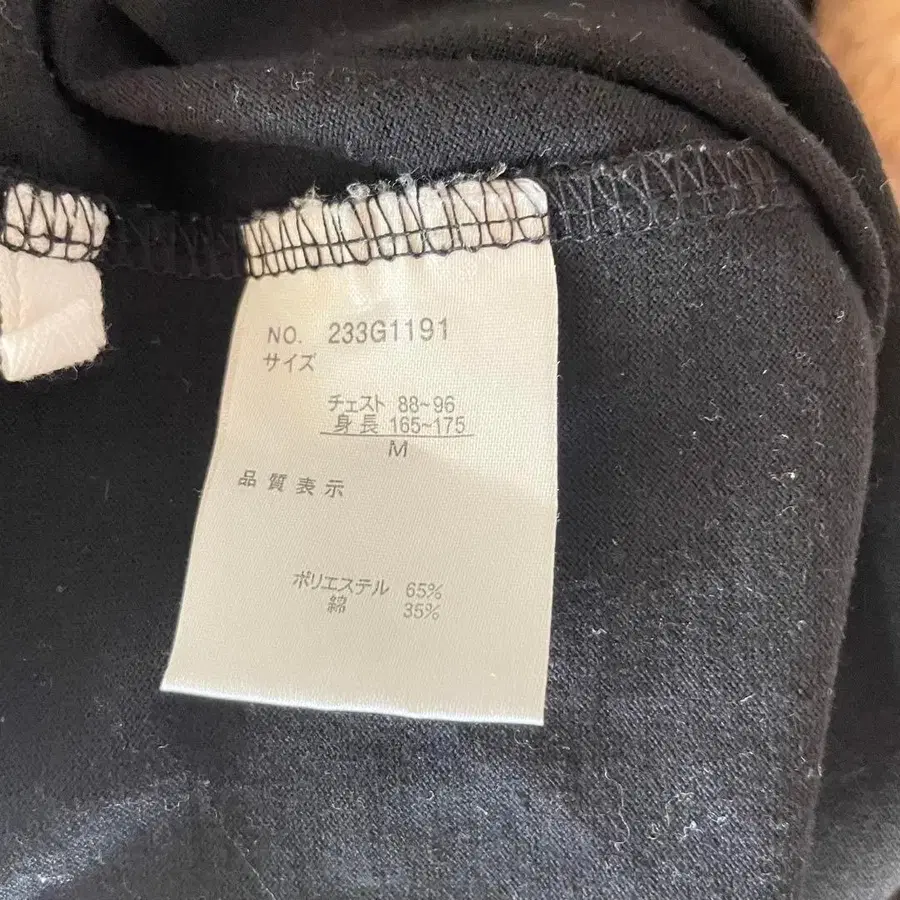 NO. 233G1191
サイズ
チェスト 88~96
身長 165~175
M
品質表示
ポリエステル 65%
綿 35%